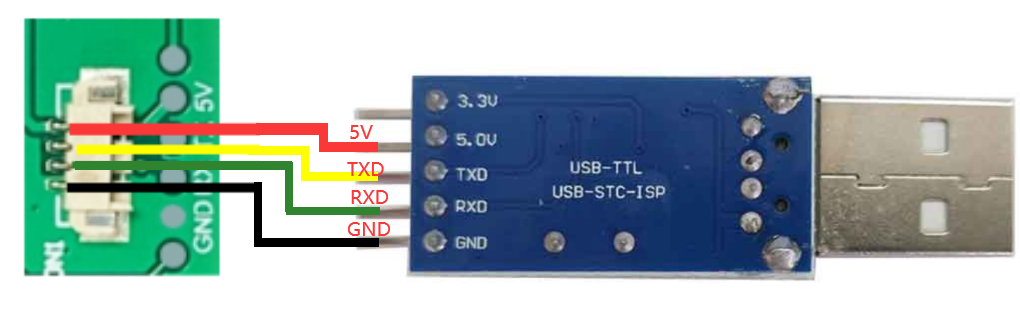 5V
GND
5V
TXD
RXD
GND
3.3V
5.0V
TXD
RXD
GND
USB-TTL
USB-STC-ISP